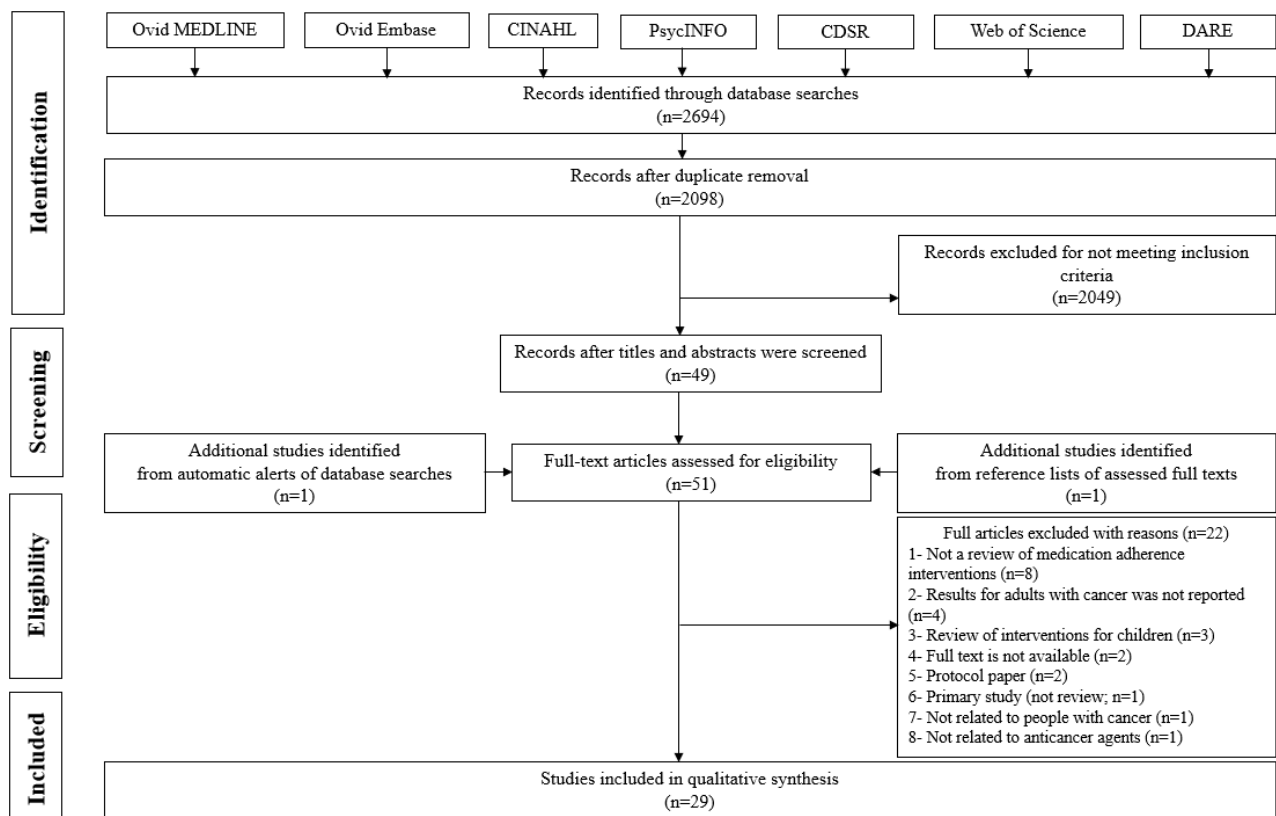 Ovid MEDLINE
Ovid Embase
CINAHL
PsycINFO
CDSR
Web of Science
DARE
Identification
Records identified through database searches
(n=2694)
Records after duplicate removal
(n=2098)
Records excluded for not meeting inclusion
criteria
(n=2049)
Screening
Records after titles and abstracts were screened
(n=49)
Additional studies identified
from automatic alerts of database searches
(n=1)
Full-text articles assessed for eligibility
(n=51)
Additional studies identified
from reference lists of assessed full texts
(n=1)
Eligibility
Full articles excluded with reasons (n=22)
1- Not a review of medication adherence
interventions (n=8)
2- Results for adults with cancer was not reported
(n=4)
3- Review of interventions for children (n=3)
4- Full text is not available (n=2)
5- Protocol paper (n=2)
6- Primary study (not review; n=1)
7- Not related to people with cancer (n=1)
8- Not related to anticancer agents (n=1)
Included
Studies included in qualitative synthesis
(n=29)